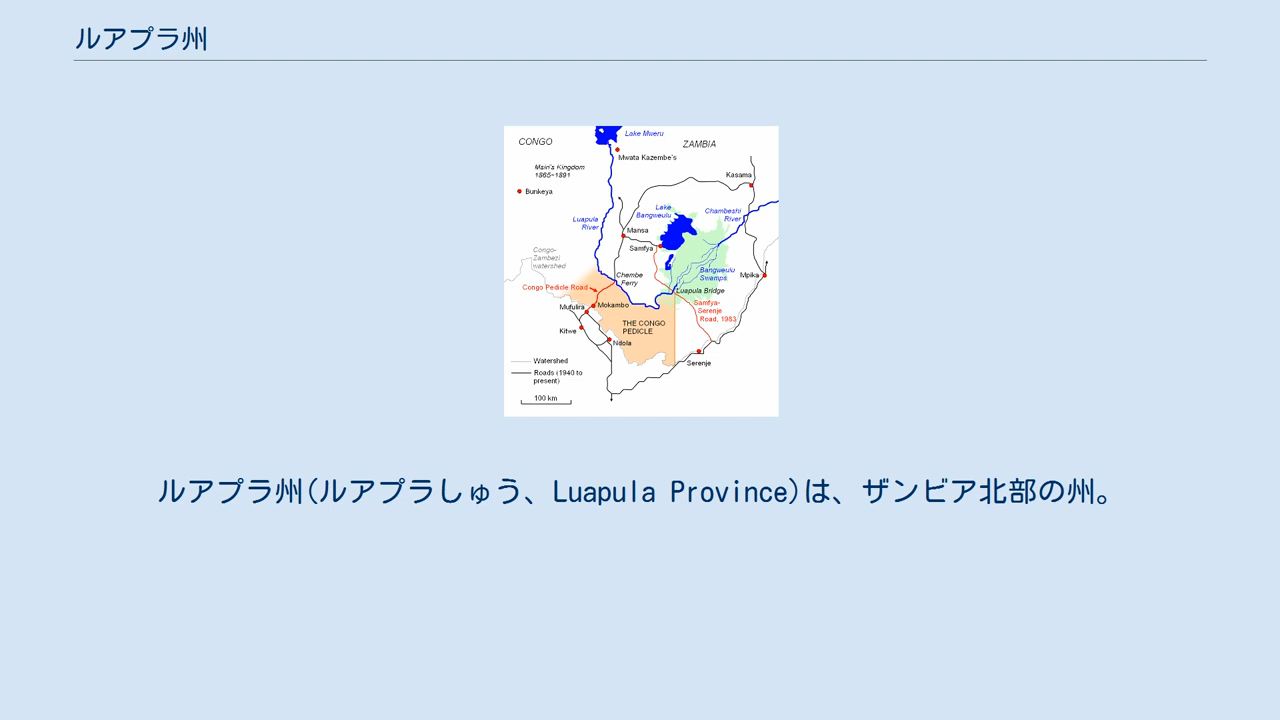 ルアプラ州
CONGO
Lake Mweru
ZAMBIA
Mwata Kazembe's
Msiri's Kingdom
1865-1891
Kasama
Bunkeya
Lake
Bangweulu
Chambeshi
River
Luapula
River
Mansa
Samfya
Congo-
Zambezi
watershed
Bangweulu
Swamps
Mpika
Chembe
Ferry
Congo Pedicle Road
Luapula Bridge
Mufulira
Mokambo
Samfya-
Serenje
Road, 1983
THE CONGO
PEDICLE
Kitwe
Ndola
Watershed
Serenje
Roads (1940 to
present)
100 km
ルアプラ州(ルアプラしゅう、Luapula Province)は、ザンビア北部の州。